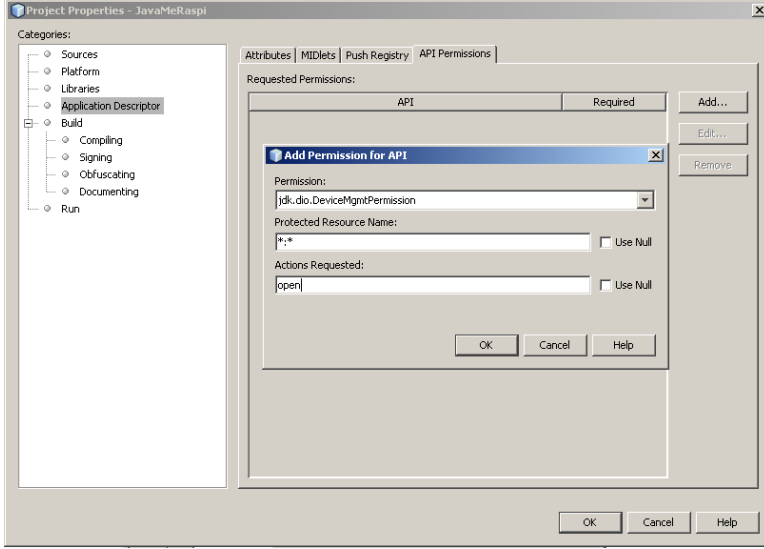 Project Properties - JavaMeRaspi
Categories:
Sources
Platform
Libraries
Application Descriptor
Build
Compiling
Signing
Obfuscating
Documenting
Run
Attributes MIDlets Push Registry API Permissions
Requested Permissions:
API Required
Add...
Edit...
Remove
Add Permission for API
Permission:
jdk.dio.DeviceMgmtPermission
Protected Resource Name:
*:*
Use Null
Actions Requested:
open
Use Null
OK Cancel Help
OK Cancel Help